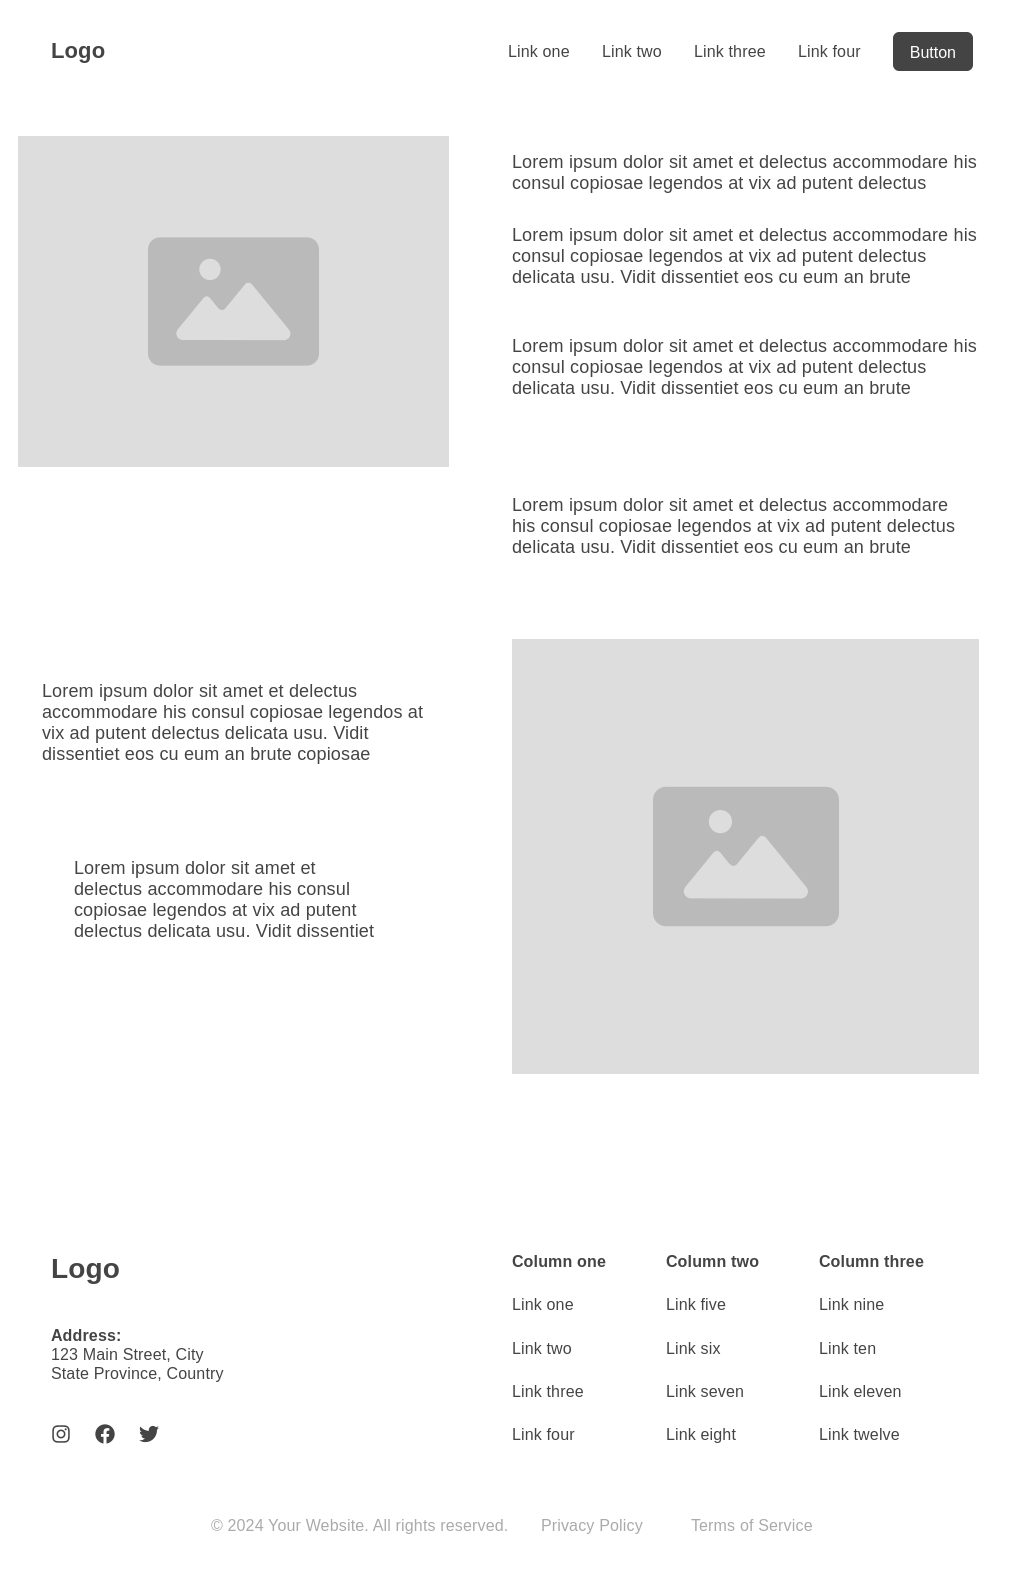 Logo
Link one
Link two
Link three
Link four
Button
Lorem ipsum dolor sit amet et delectus accommodare his
consul copiosae legendos at vix ad putent delectus
Lorem ipsum dolor sit amet et delectus accommodare his
consul copiosae legendos at vix ad putent delectus
delicata usu. Vidit dissentiet eos cu eum an brute
Lorem ipsum dolor sit amet et delectus accommodare his
consul copiosae legendos at vix ad putent delectus
delicata usu. Vidit dissentiet eos cu eum an brute
Lorem ipsum dolor sit amet et delectus accommodare
his consul copiosae legendos at vix ad putent delectus
delicata usu. Vidit dissentiet eos cu eum an brute
Lorem ipsum dolor sit amet et delectus
accommodare his consul copiosae legendos at
vix ad putent delectus delicata usu. Vidit
dissentiet eos cu eum an brute copiosae
Lorem ipsum dolor sit amet et
delectus accommodare his consul
copiosae legendos at vix ad putent
delectus delicata usu. Vidit dissentiet
Logo
Address:
123 Main Street, City
State Province, Country
Column one
Link one
Link two
Link three
Link four
Column two
Link five
Link six
Link seven
Link eight
Column three
Link nine
Link ten
Link eleven
Link twelve
© 2024 Your Website. All rights reserved.
Privacy Policy
Terms of Service